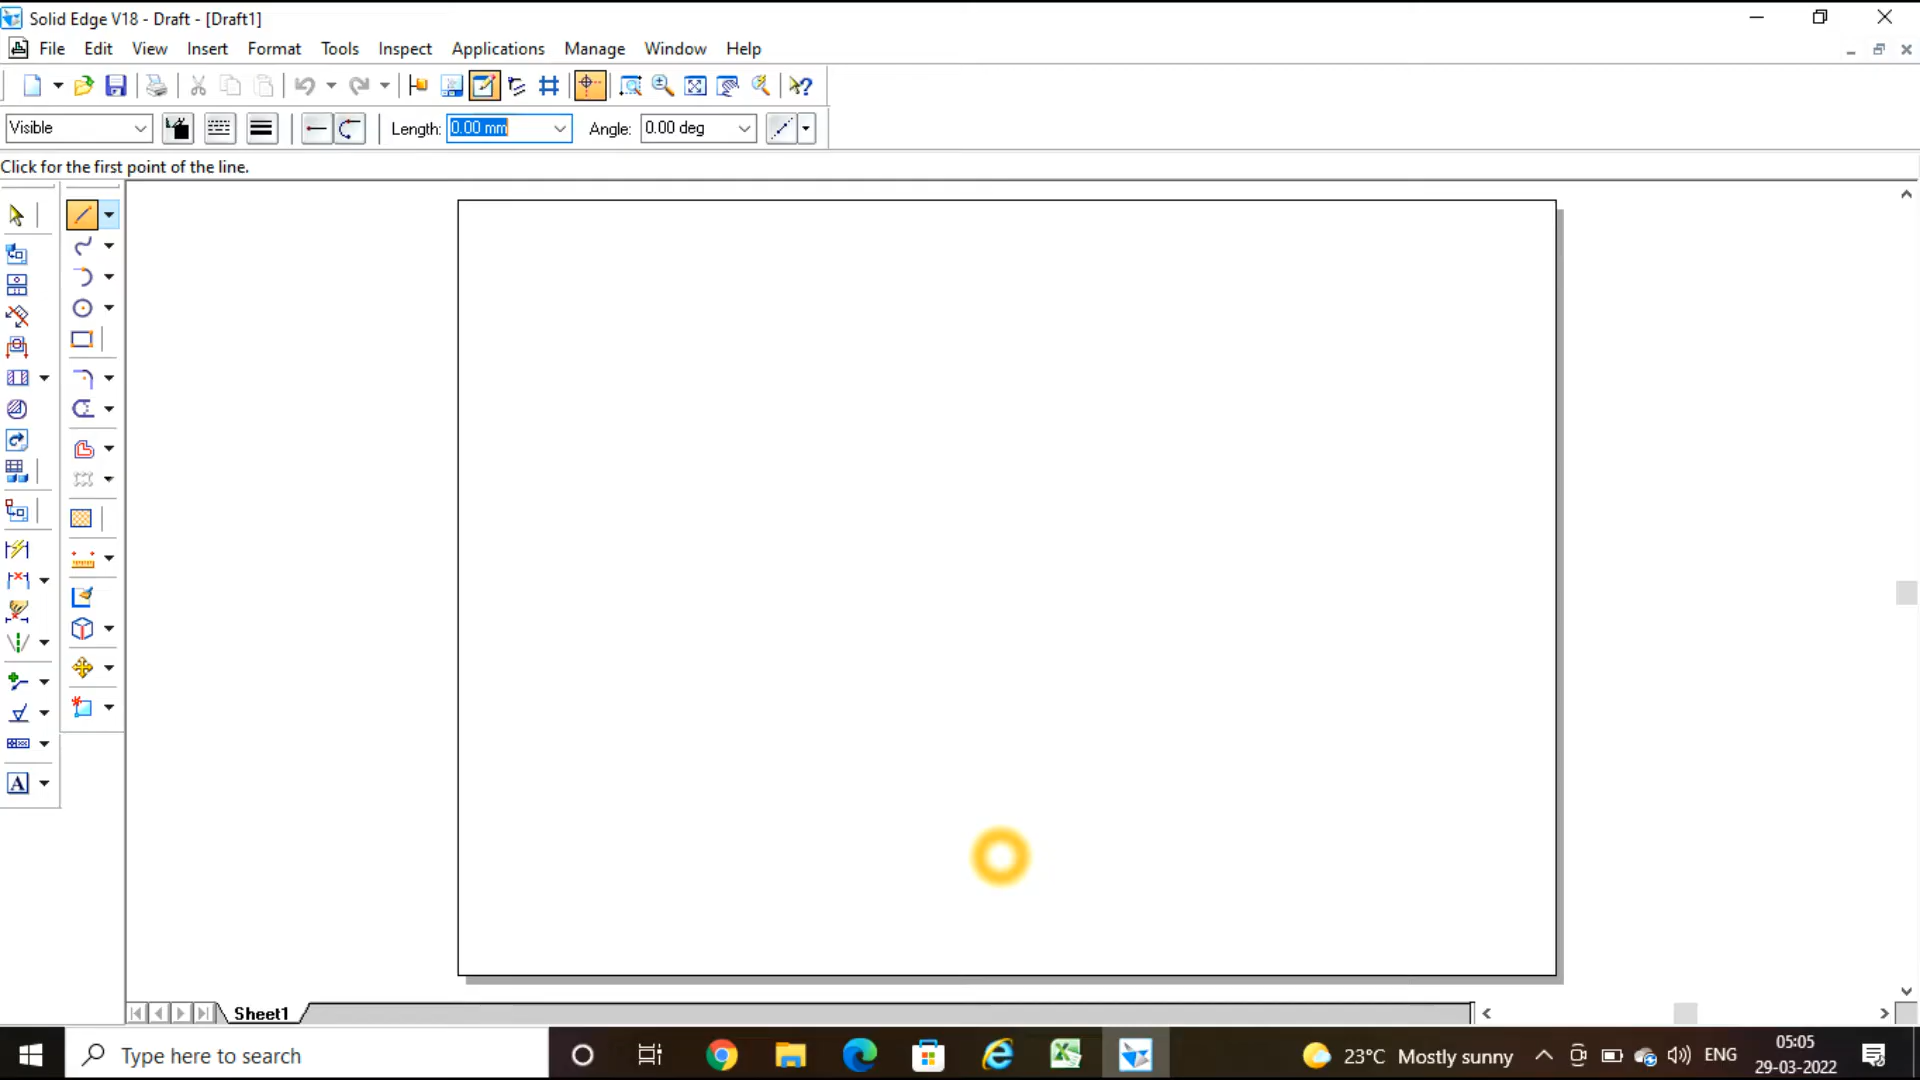 Solid Edge V18 - Draft - [Draft1]
File Edit View Insert Format Tools Inspect Applications Manage Window Help
Visible Length: 0.00 mm Angle: 0.00 deg
Click for the first point of the line.
A
Sheet1
Type here to search 23°C Mostly sunny ENG 05:05
29-03-2022